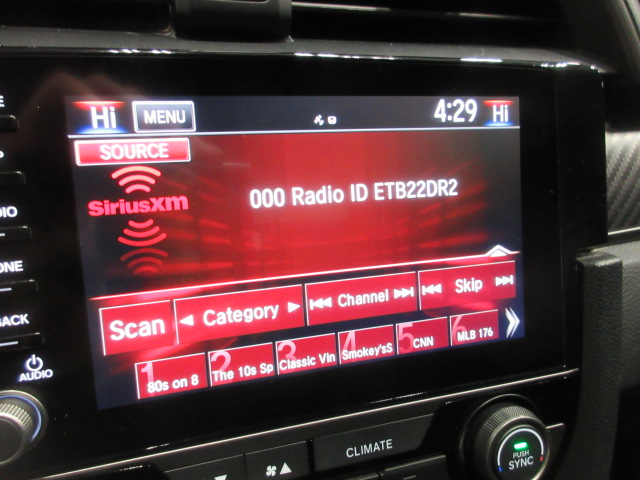 Hi MENU 4:29 Hi
SOURCE
SiriusXm
000 Radio ID ETB22DR2
Scan Category Channel Skip
1 80s on 8
2 The 10s Sp
3 Classic Vin
4 Smokey'sS
5 CNN
6 MLB 176
AUDIO
CLIMATE
PUSH
SYNC